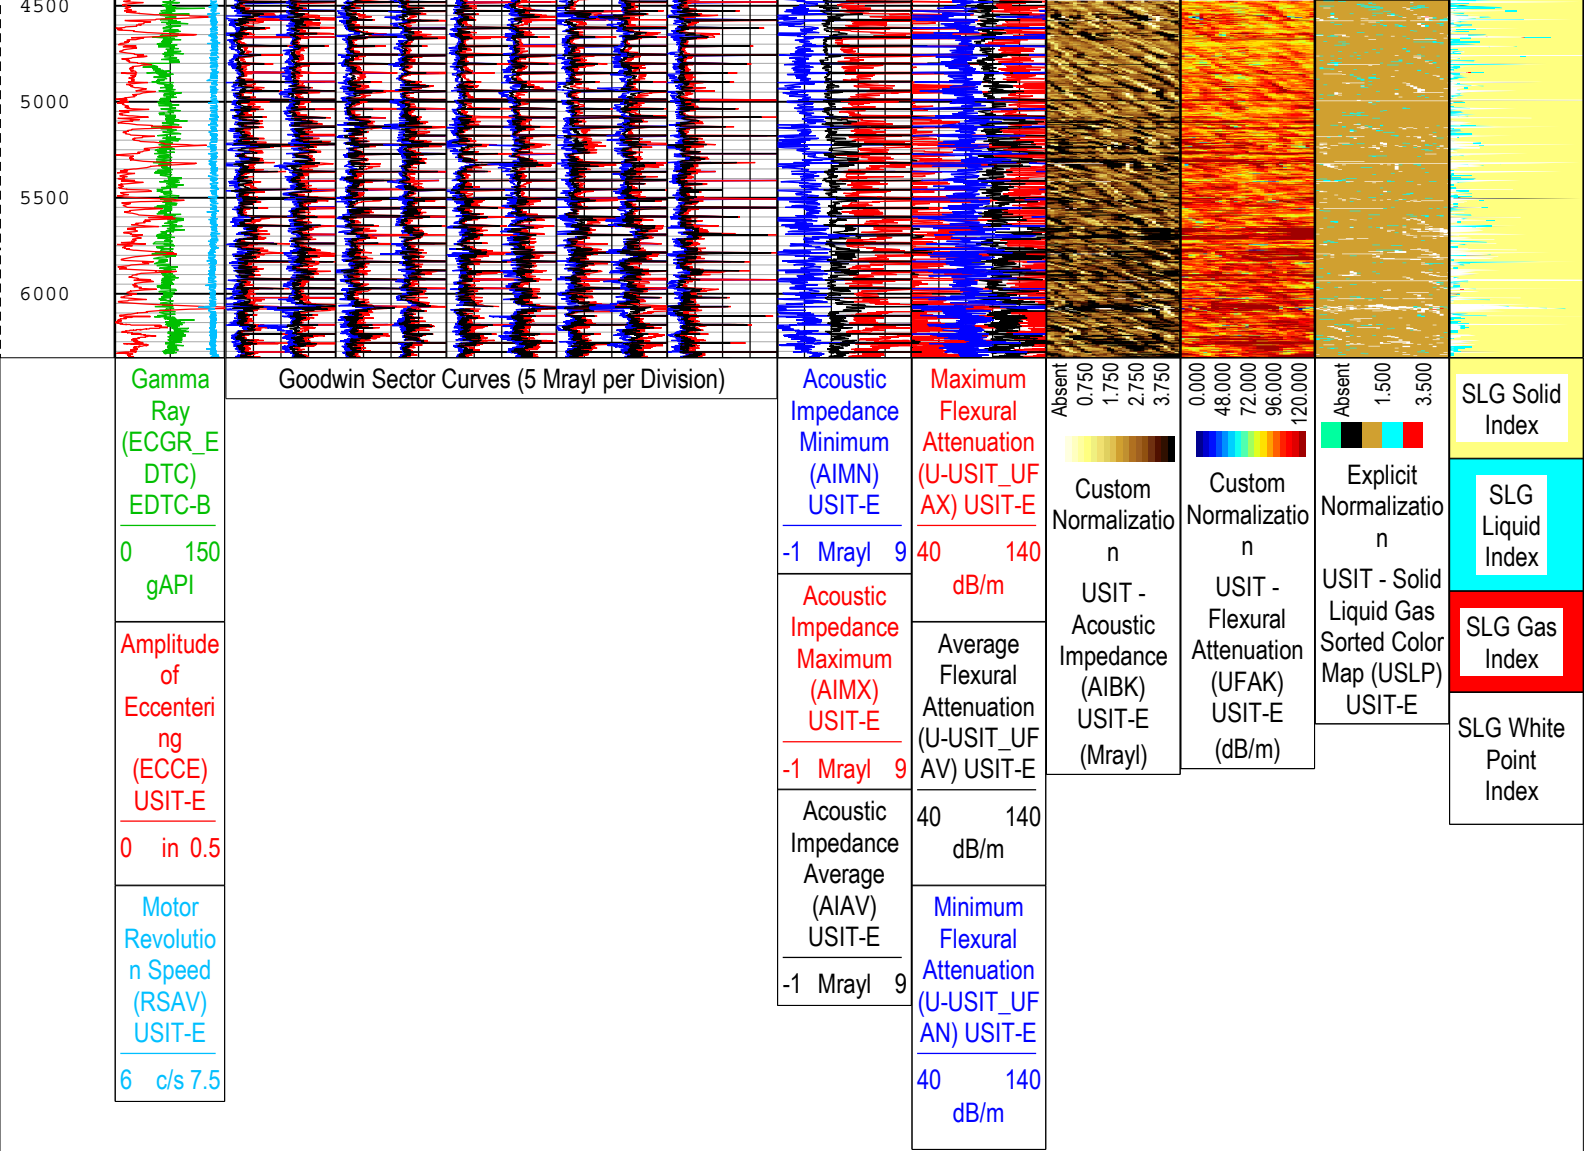 4500
5000
5500
6000
Gamma
Ray
(ECGR_E
DTC)
EDTC-B
0 150
gAPI
Amplitude
of
Eccenteri
ng
(ECCE)
USIT-E
0 in 0.5
Motor
Revolutio
n Speed
(RSAV)
USIT-E
6 c/s 7.5
Goodwin Sector Curves (5 Mrayl per Division)
Acoustic
Impedance
Minimum
(AIMN)
USIT-E
-1 Mrayl 9
Acoustic
Impedance
Maximum
(AIMX)
USIT-E
-1 Mrayl 9
Acoustic
Impedance
Average
(AIAV)
USIT-E
-1 Mrayl 9
Maximum
Flexural
Attenuation
(U-USIT_UF
AX) USIT-E
40 140
dB/m
Average
Flexural
Attenuation
(U-USIT_UF
AV) USIT-E
40 140
dB/m
Minimum
Flexural
Attenuation
(U-USIT_UF
AN) USIT-E
40 140
dB/m
Absent
0.750
1.750
2.750
3.750
Custom
Normalizatio
n
USIT -
Acoustic
Impedance
(AIBK)
USIT-E
(Mrayl)
0.000
48.000
72.000
96.000
120.000
Custom
Normalizatio
n
USIT -
Flexural
Attenuation
(UFAK)
USIT-E
(dB/m)
Absent
1.500
3.500
Explicit
Normalizatio
n
USIT - Solid
Liquid Gas
Sorted Color
Map (USLP)
USIT-E
SLG Solid
Index
SLG
Liquid
Index
SLG Gas
Index
SLG White
Point
Index